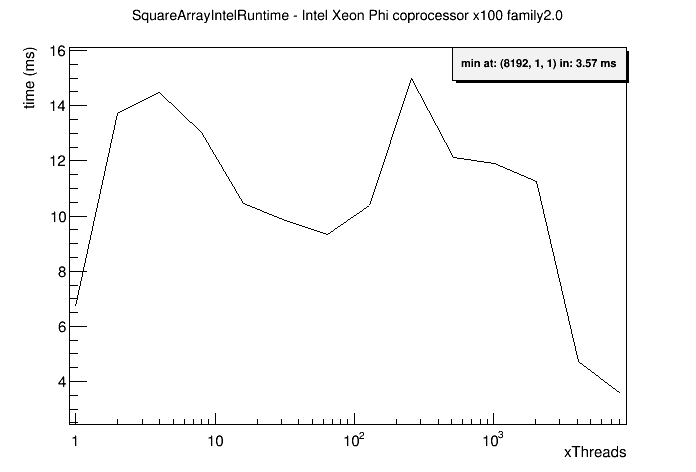 SquareArrayIntelRuntime - Intel Xeon Phi coprocessor x100 family2.0
time (ms)
min at: (8192, 1, 1) in: 3.57 ms
16
14
12
10
8
6
4
1
10
10²
10³
xThreads